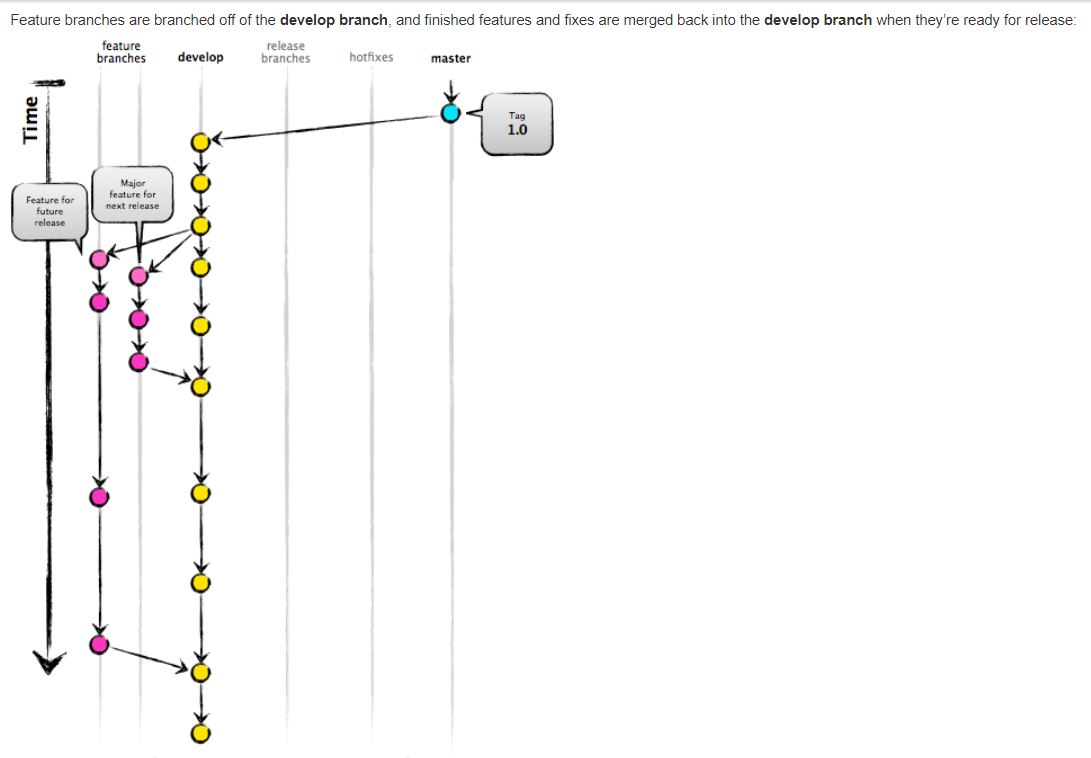 Feature branches are branched off of the develop branch, and finished features and fixes are merged back into the develop branch when they're ready for release:
feature
branches
develop
release
branches
hotfixes
master
Time
Tag
1.0
Major
feature for
next release
Feature for
future
release